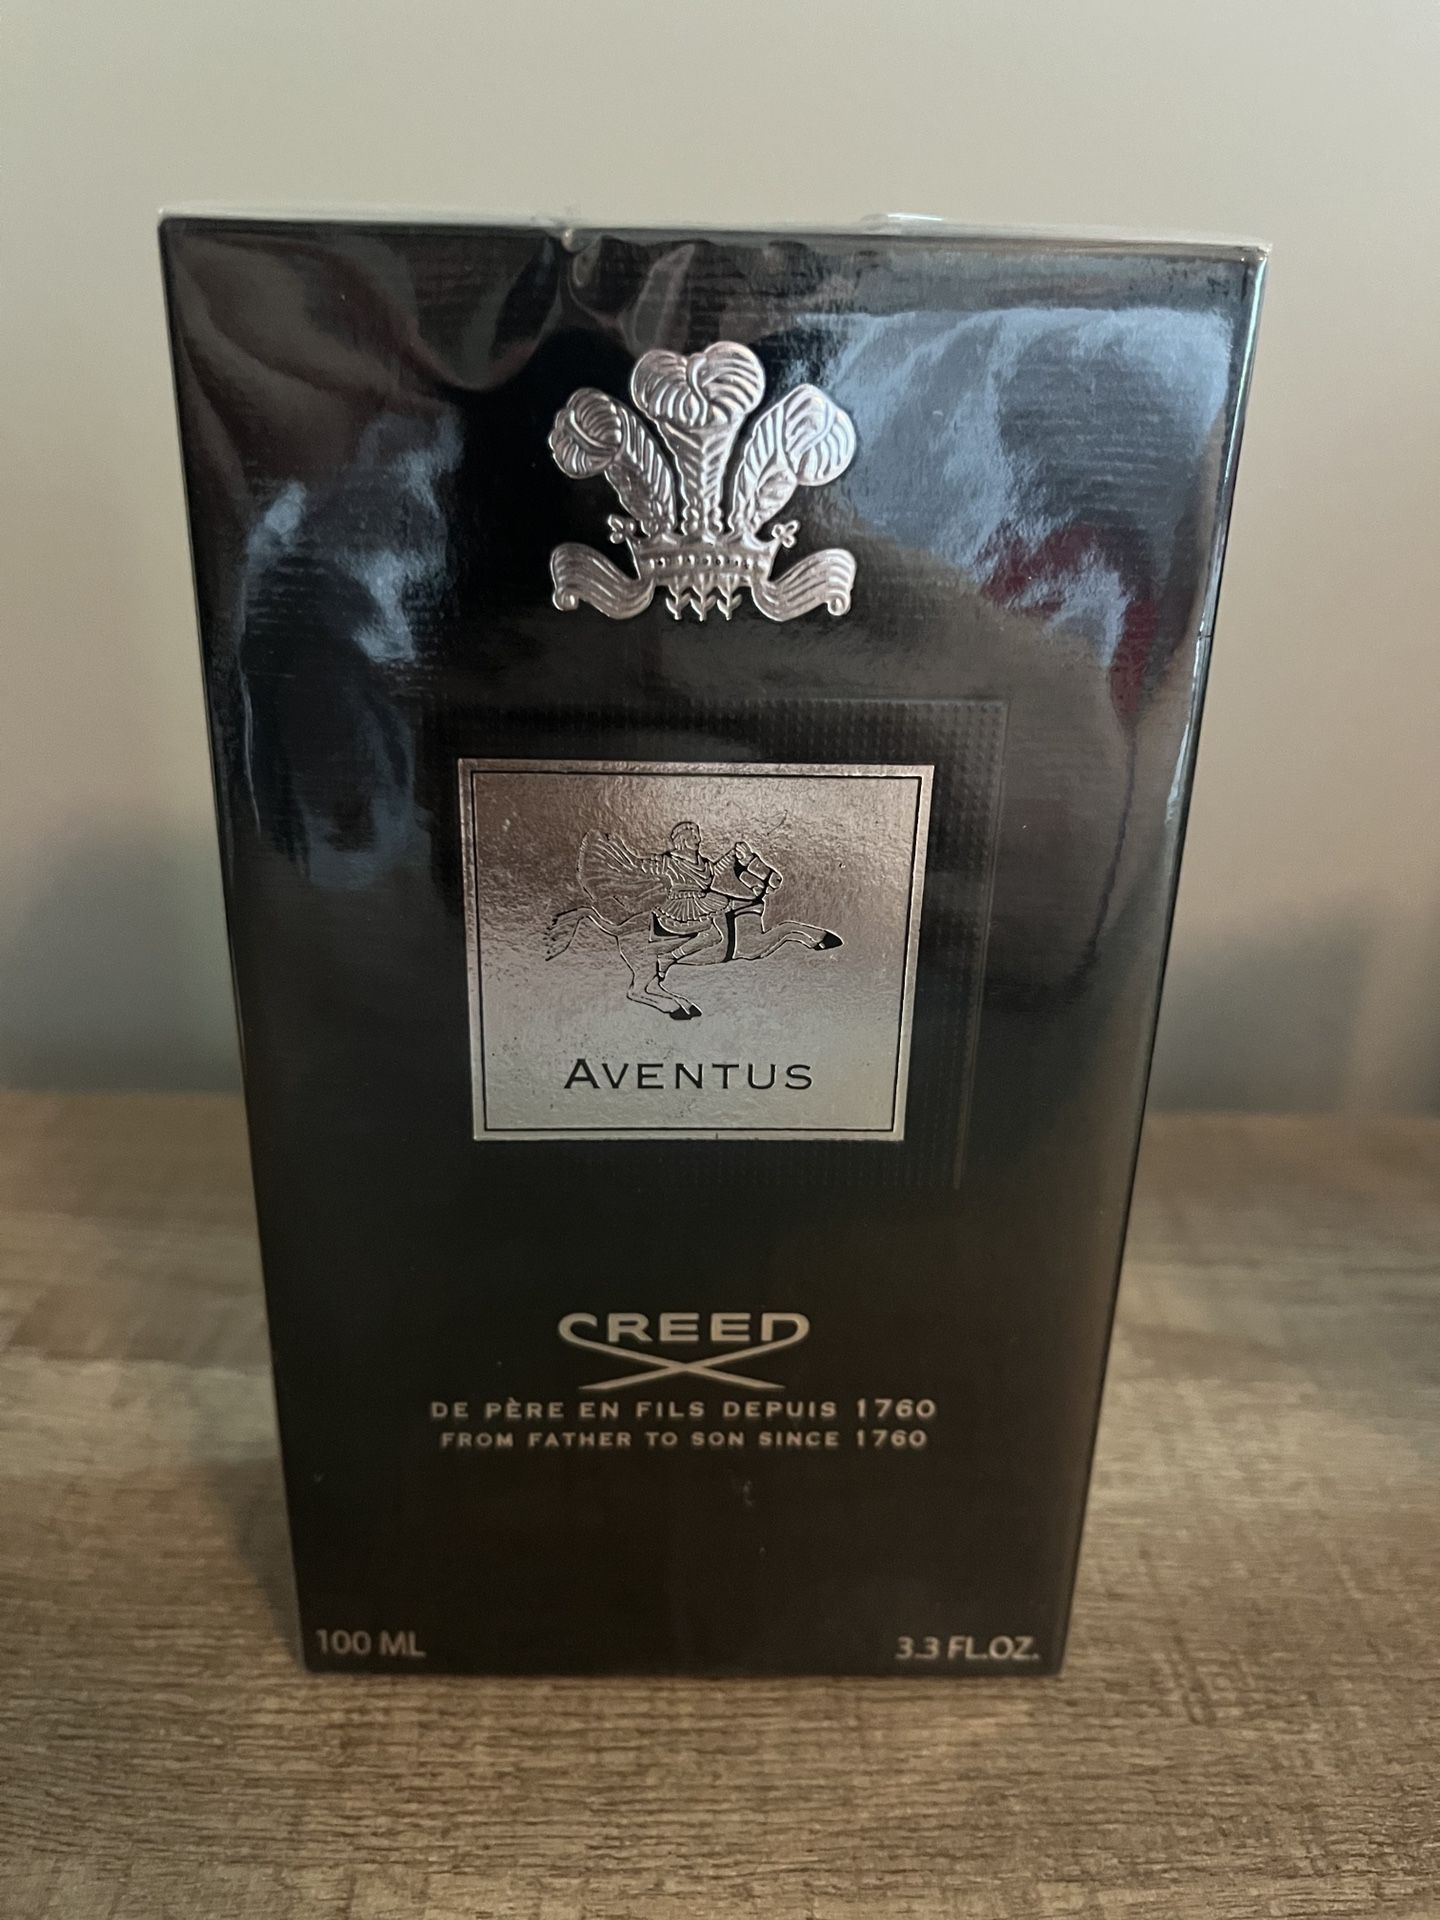 AVENTUS
CREED
DE PÈRE EN FILS DEPUIS 1760
FROM FATHER TO SON SINCE 1760
100 ML
3.3 FL.OZ.